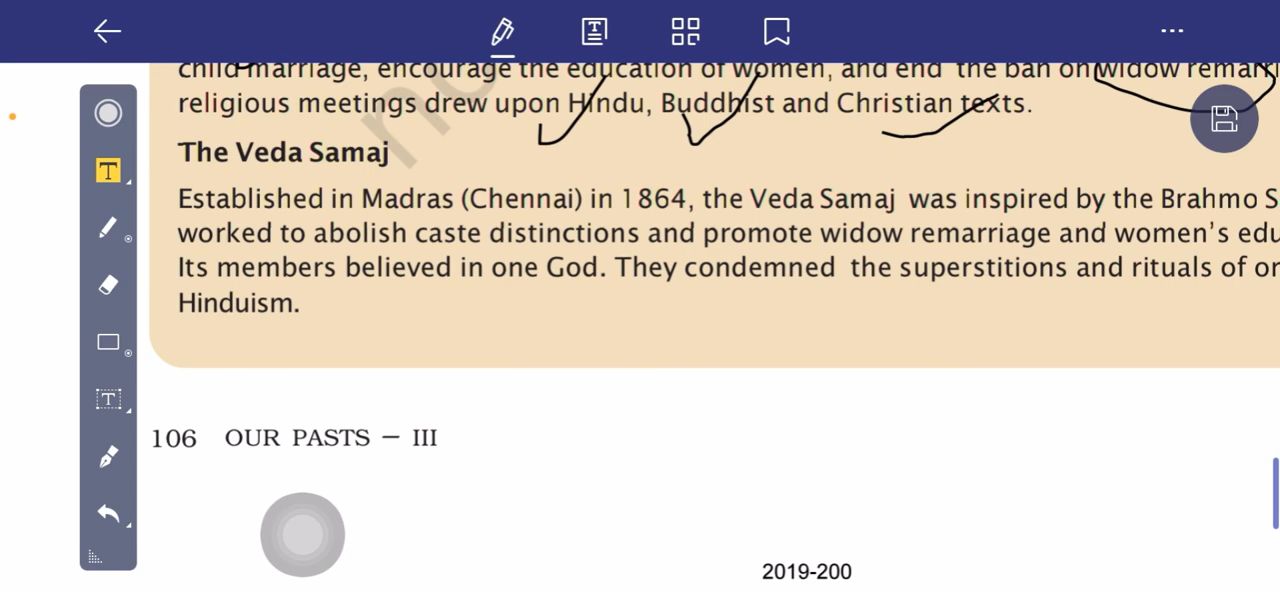 child marriage, encourage the education of women, and end the ban on widow remarri
religious meetings drew upon Hindu, Buddhist and Christian texts.
The Veda Samaj
Established in Madras (Chennai) in 1864, the Veda Samaj was inspired by the Brahmo S
worked to abolish caste distinctions and promote widow remarriage and women's edu
Its members believed in one God. They condemned the superstitions and rituals of or
Hinduism.
106 OUR PASTS – III
2019-200